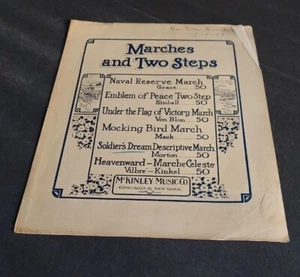 Marches
and Two Steps
Naval Reserve March
Grace 50
Emblem of Peace Two-Step
Kimball 50
Under the Flag of Victory March
Von Blon 50
Mocking Bird March
Mack 50
Soldier's Dream Descriptive March
Morton 50
Heavenward - Marche Celeste
Vilbre - Kinkel 50
McKinley Music Co
Chicago New York